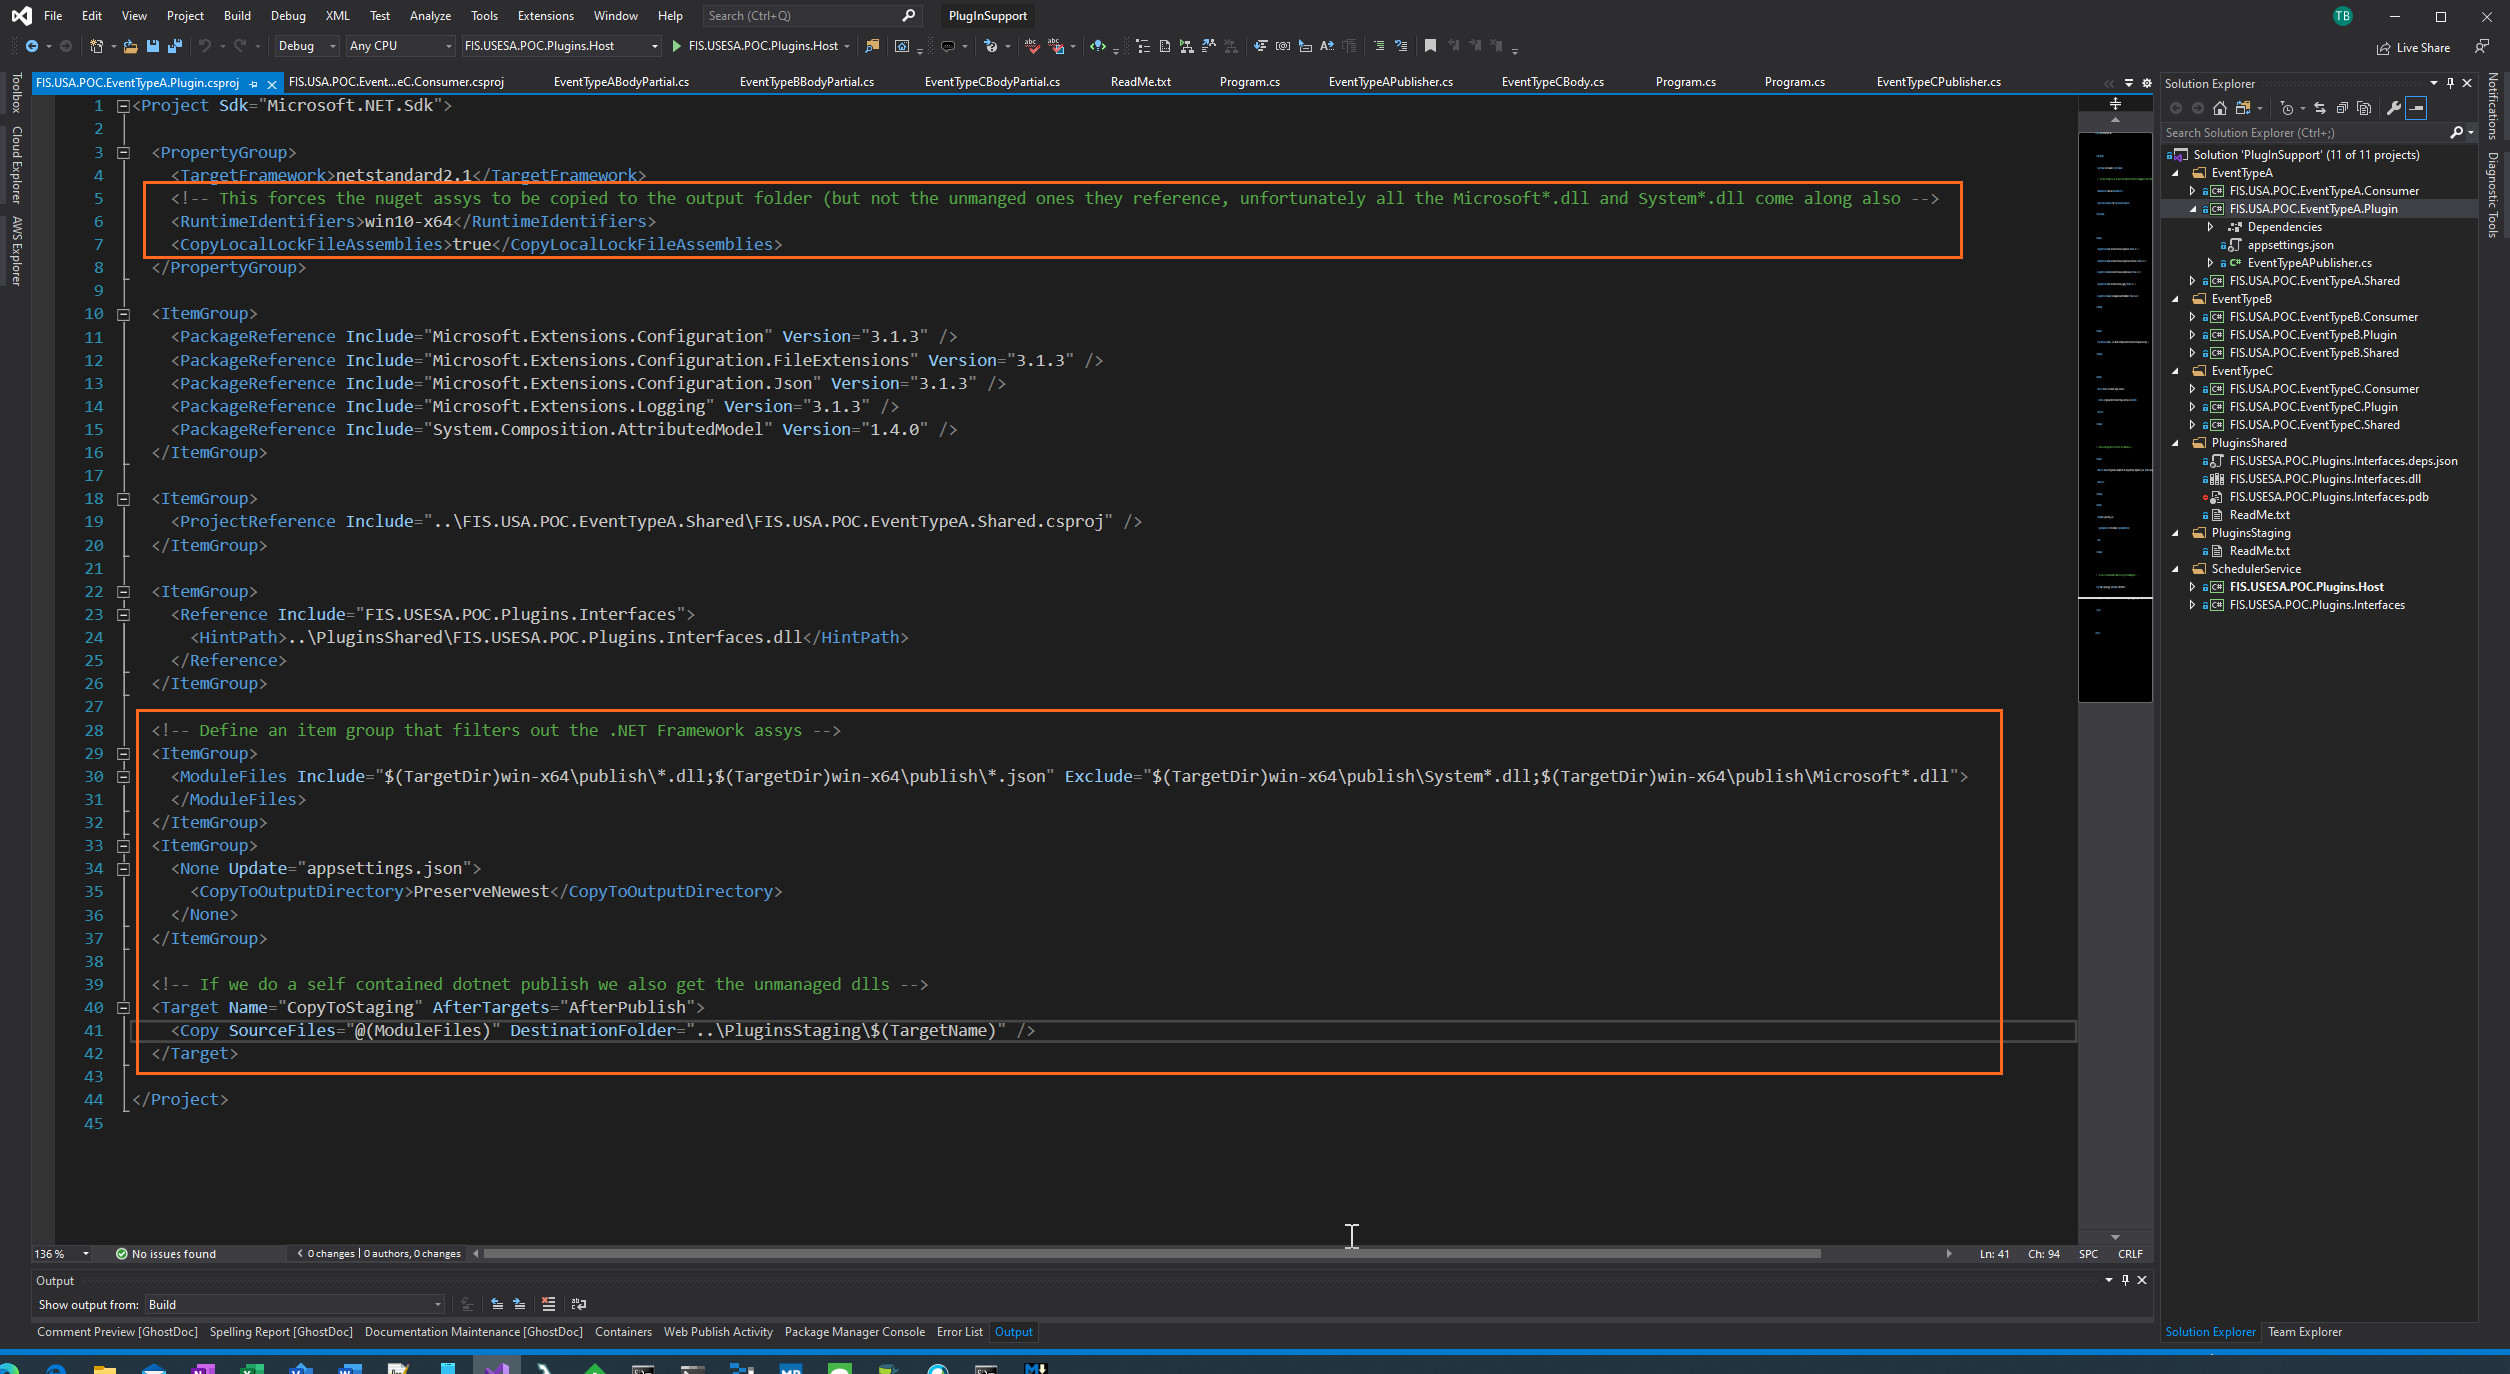 File Edit View Project Build Debug XML Test Analyze Tools Extensions Window Help Search (Ctrl+Q) PlugInSupport TB
Debug Any CPU FIS.USESA.POC.Plugins.Host FIS.USESA.POC.Plugins.Host Live Share
Toolbox
Cloud Explorer
AWS Explorer
FIS.USA.POC.EventTypeA.Plugin.csproj FIS.USA.POC.Event...eC.Consumer.csproj EventTypeABodyPartial.cs EventTypeBBodyPartial.cs EventTypeCBodyPartial.cs ReadMe.txt Program.cs EventTypeAPublisher.cs EventTypeCBody.cs Program.cs Program.cs EventTypeCPublisher.cs
1 <Project Sdk="Microsoft.NET.Sdk">
2
3 <PropertyGroup>
4 <TargetFramework>netstandard2.1</TargetFramework>
5 <!-- This forces the nuget assys to be copied to the output folder (but not the unmanged ones they reference, unfortunately all the Microsoft*.dll and System*.dll come along also -->
6 <RuntimeIdentifiers>win10-x64</RuntimeIdentifiers>
7 <CopyLocalLockFileAssemblies>true</CopyLocalLockFileAssemblies>
8 </PropertyGroup>
9
10 <ItemGroup>
11 <PackageReference Include="Microsoft.Extensions.Configuration" Version="3.1.3" />
12 <PackageReference Include="Microsoft.Extensions.Configuration.FileExtensions" Version="3.1.3" />
13 <PackageReference Include="Microsoft.Extensions.Configuration.Json" Version="3.1.3" />
14 <PackageReference Include="Microsoft.Extensions.Logging" Version="3.1.3" />
15 <PackageReference Include="System.Composition.AttributedModel" Version="1.4.0" />
16 </ItemGroup>
17
18 <ItemGroup>
19 <ProjectReference Include="..\FIS.USA.POC.EventTypeA.Shared\FIS.USA.POC.EventTypeA.Shared.csproj" />
20 </ItemGroup>
21
22 <ItemGroup>
23 <Reference Include="FIS.USESA.POC.Plugins.Interfaces">
24 <HintPath>..\PluginsShared\FIS.USESA.POC.Plugins.Interfaces.dll</HintPath>
25 </Reference>
26 </ItemGroup>
27
28 <!-- Define an item group that filters out the .NET Framework assys -->
29 <ItemGroup>
30 <ModuleFiles Include="$(TargetDir)win-x64\publish\*.dll;$(TargetDir)win-x64\publish\*.json" Exclude="$(TargetDir)win-x64\publish\System*.dll;$(TargetDir)win-x64\publish\Microsoft*.dll">
31 </ModuleFiles>
32 </ItemGroup>
33 <ItemGroup>
34 <None Update="appsettings.json">
35 <CopyToOutputDirectory>PreserveNewest</CopyToOutputDirectory>
36 </None>
37 </ItemGroup>
38
39 <!-- If we do a self contained dotnet publish we also get the unmanaged dlls -->
40 <Target Name="CopyToStaging" AfterTargets="AfterPublish">
41 <Copy SourceFiles="@(ModuleFiles)" DestinationFolder="..\PluginsStaging\$(TargetName)" />
42 </Target>
43
44 </Project>
45
136 % No issues found 0 changes | 0 authors, 0 changes Ln: 41 Ch: 94 SPC CRLF
Output
Show output from: Build
Comment Preview [GhostDoc] Spelling Report [GhostDoc] Documentation Maintenance [GhostDoc] Containers Web Publish Activity Package Manager Console Error List Output
Solution Explorer
Search Solution Explorer (Ctrl+;)
Solution 'PlugInSupport' (11 of 11 projects)
EventTypeA
FIS.USA.POC.EventTypeA.Consumer
FIS.USA.POC.EventTypeA.Plugin
Dependencies
appsettings.json
EventTypeAPublisher.cs
FIS.USA.POC.EventTypeA.Shared
EventTypeB
FIS.USA.POC.EventTypeB.Consumer
FIS.USA.POC.EventTypeB.Plugin
FIS.USA.POC.EventTypeB.Shared
EventTypeC
FIS.USA.POC.EventTypeC.Consumer
FIS.USA.POC.EventTypeC.Plugin
FIS.USA.POC.EventTypeC.Shared
PluginsShared
FIS.USESA.POC.Plugins.Interfaces.deps.json
FIS.USESA.POC.Plugins.Interfaces.dll
FIS.USESA.POC.Plugins.Interfaces.pdb
ReadMe.txt
PluginsStaging
ReadMe.txt
SchedulerService
FIS.USESA.POC.Plugins.Host
FIS.USESA.POC.Plugins.Interfaces
Solution Explorer Team Explorer
Notifications
Diagnostic Tools